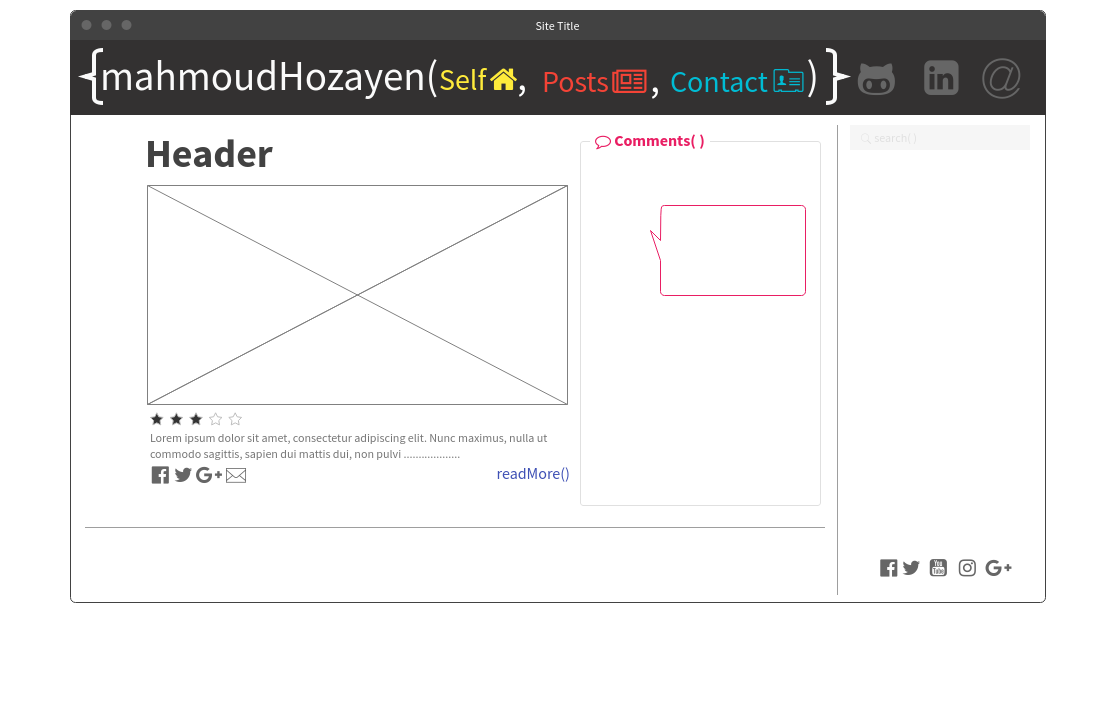 Site Title
{mahmoudHozayen(Self, Posts, Contact)}
@
search( )
Header
Comments( )
Lorem ipsum dolor sit amet, consectetur adipiscing elit. Nunc maximus, nulla ut
commodo sagittis, sapien dui mattis dui, non pulvi ...................
readMore()